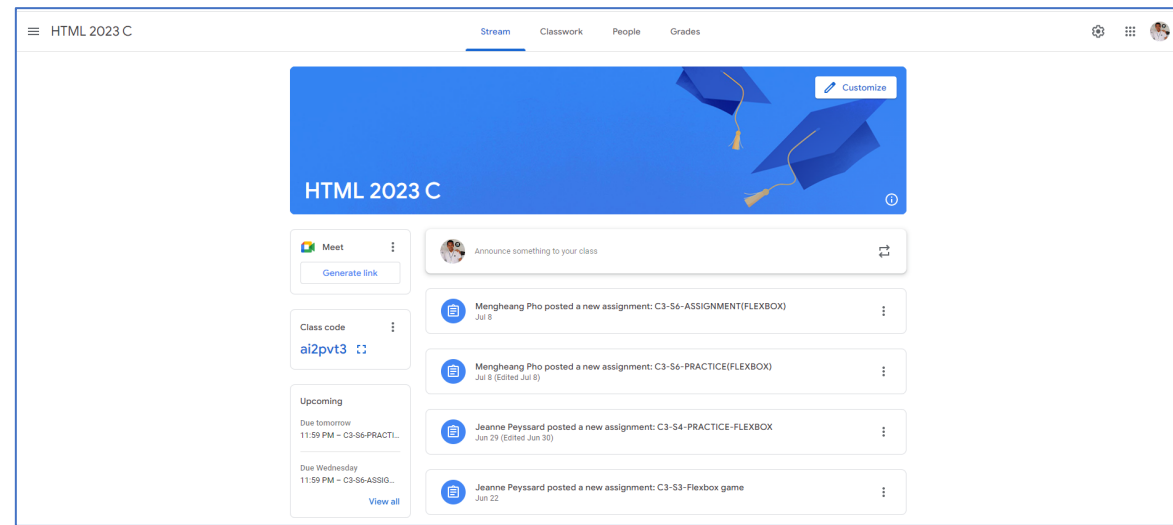 HTML 2023 C
Stream Classwork People Grades
Customize
HTML 2023 C
Meet
Generate link
Class code
ai2pvt3
Upcoming
Due tomorrow
11:59 PM – C3-S6-PRACTI...
Due Wednesday
11:59 PM – C3-S6-ASSIG...
View all
Announce something to your class
Mengheang Pho posted a new assignment: C3-S6-ASSIGNMENT(FLEXBOX)
Jul 8
Mengheang Pho posted a new assignment: C3-S6-PRACTICE(FLEXBOX)
Jul 8 (Edited Jul 8)
Jeanne Peyssard posted a new assignment: C3-S4-PRACTICE-FLEXBOX
Jun 29 (Edited Jun 30)
Jeanne Peyssard posted a new assignment: C3-S3-Flexbox game
Jun 22